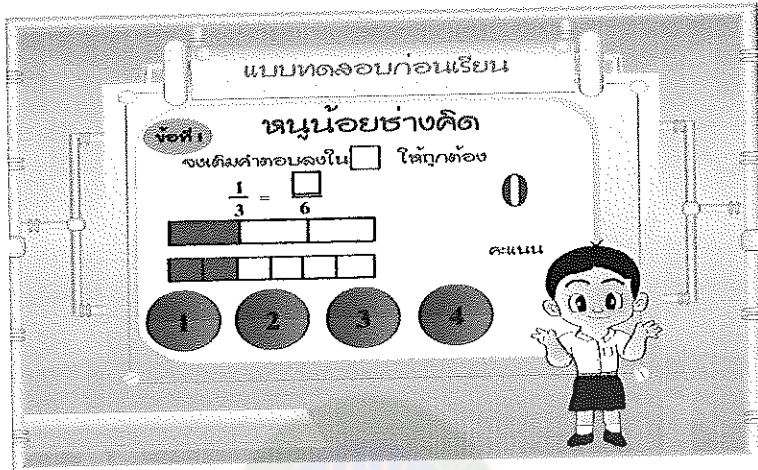 แบบทดสอบก่อนเรียน
หนูน้อยช่างคิด
ข้อที่ 1
จงเติมคำตอบลงใน □ ให้ถูกต้อง
1/3 = □/6
0
คะแนน
1 2 3 4